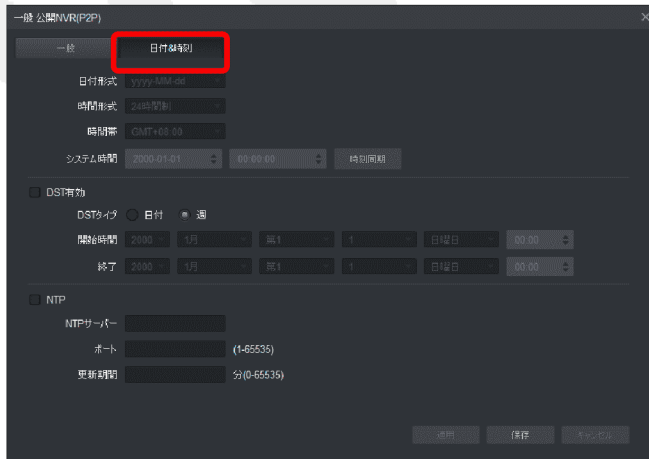 一般 公開NVR(P2P)
一般 日付&時刻
日付形式 yyyy-MM-dd
時間形式 24時間制
時間帯 GMT+00:00
システム時間 2000-01-01 00:00:00 時刻同期
DST有効
DSTタイプ 日付 週
開始時間 2000 1月 第1 1 日曜日 00:00
終了 2000 1月 第1 1 日曜日 00:00
NTP
NTPサーバー
ポート (1-65535)
更新期間 分(0-65535)
適用 保存 キャンセル